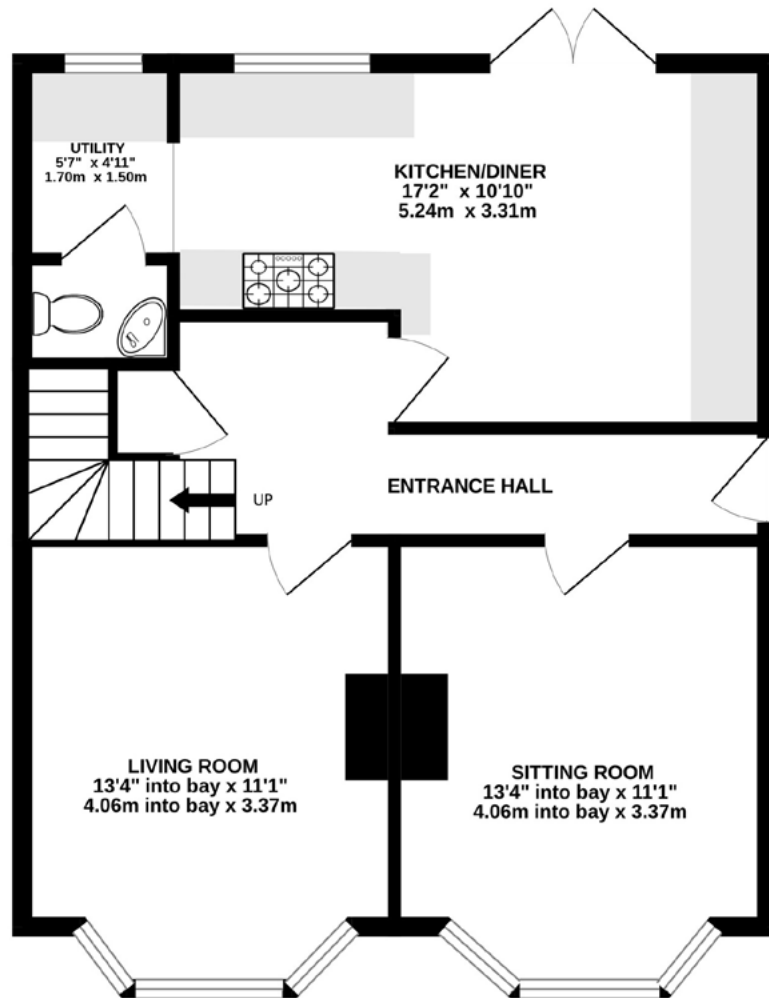 UTILITY
5'7" x 4'11"
1.70m x 1.50m
KITCHEN/DINER
17'2" x 10'10"
5.24m x 3.31m
ENTRANCE HALL
UP
LIVING ROOM
13'4" into bay x 11'1"
4.06m into bay x 3.37m
SITTING ROOM
13'4" into bay x 11'1"
4.06m into bay x 3.37m